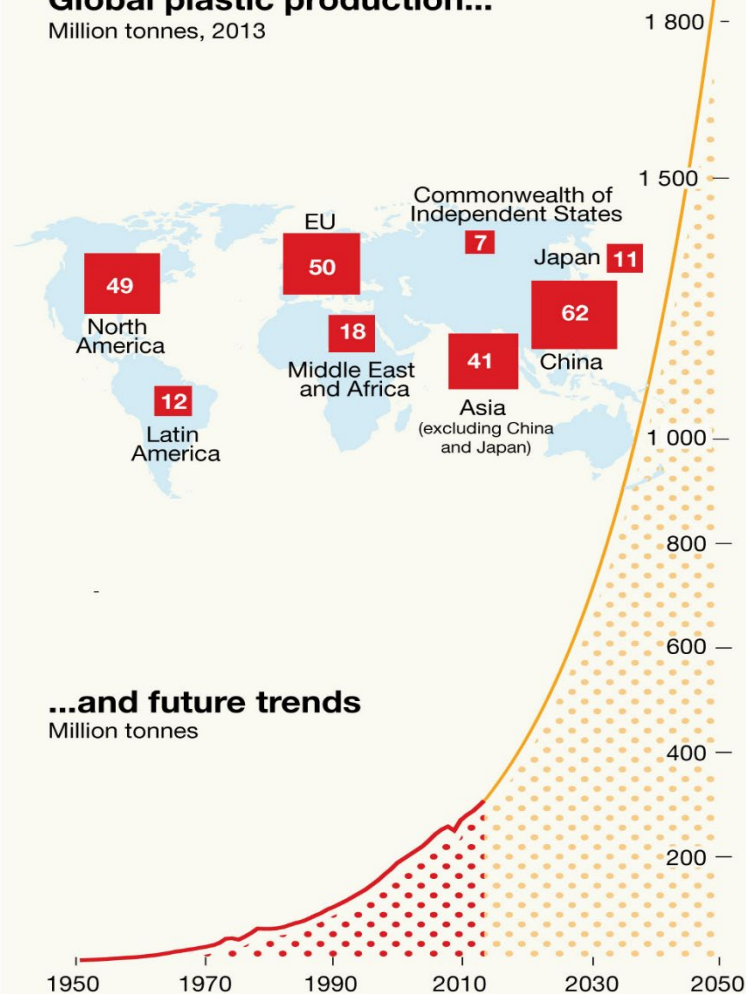 Global plastic production...
Million tonnes, 2013
1 800
1 500
Commonwealth of
Independent States
7
EU
50
Japan
11
49
North
America
62
China
18
Middle East
and Africa
41
Asia
(excluding China
and Japan)
12
Latin
America
1 000
800
600
...and future trends
Million tonnes
400
200
1950
1970
1990
2010
2030
2050